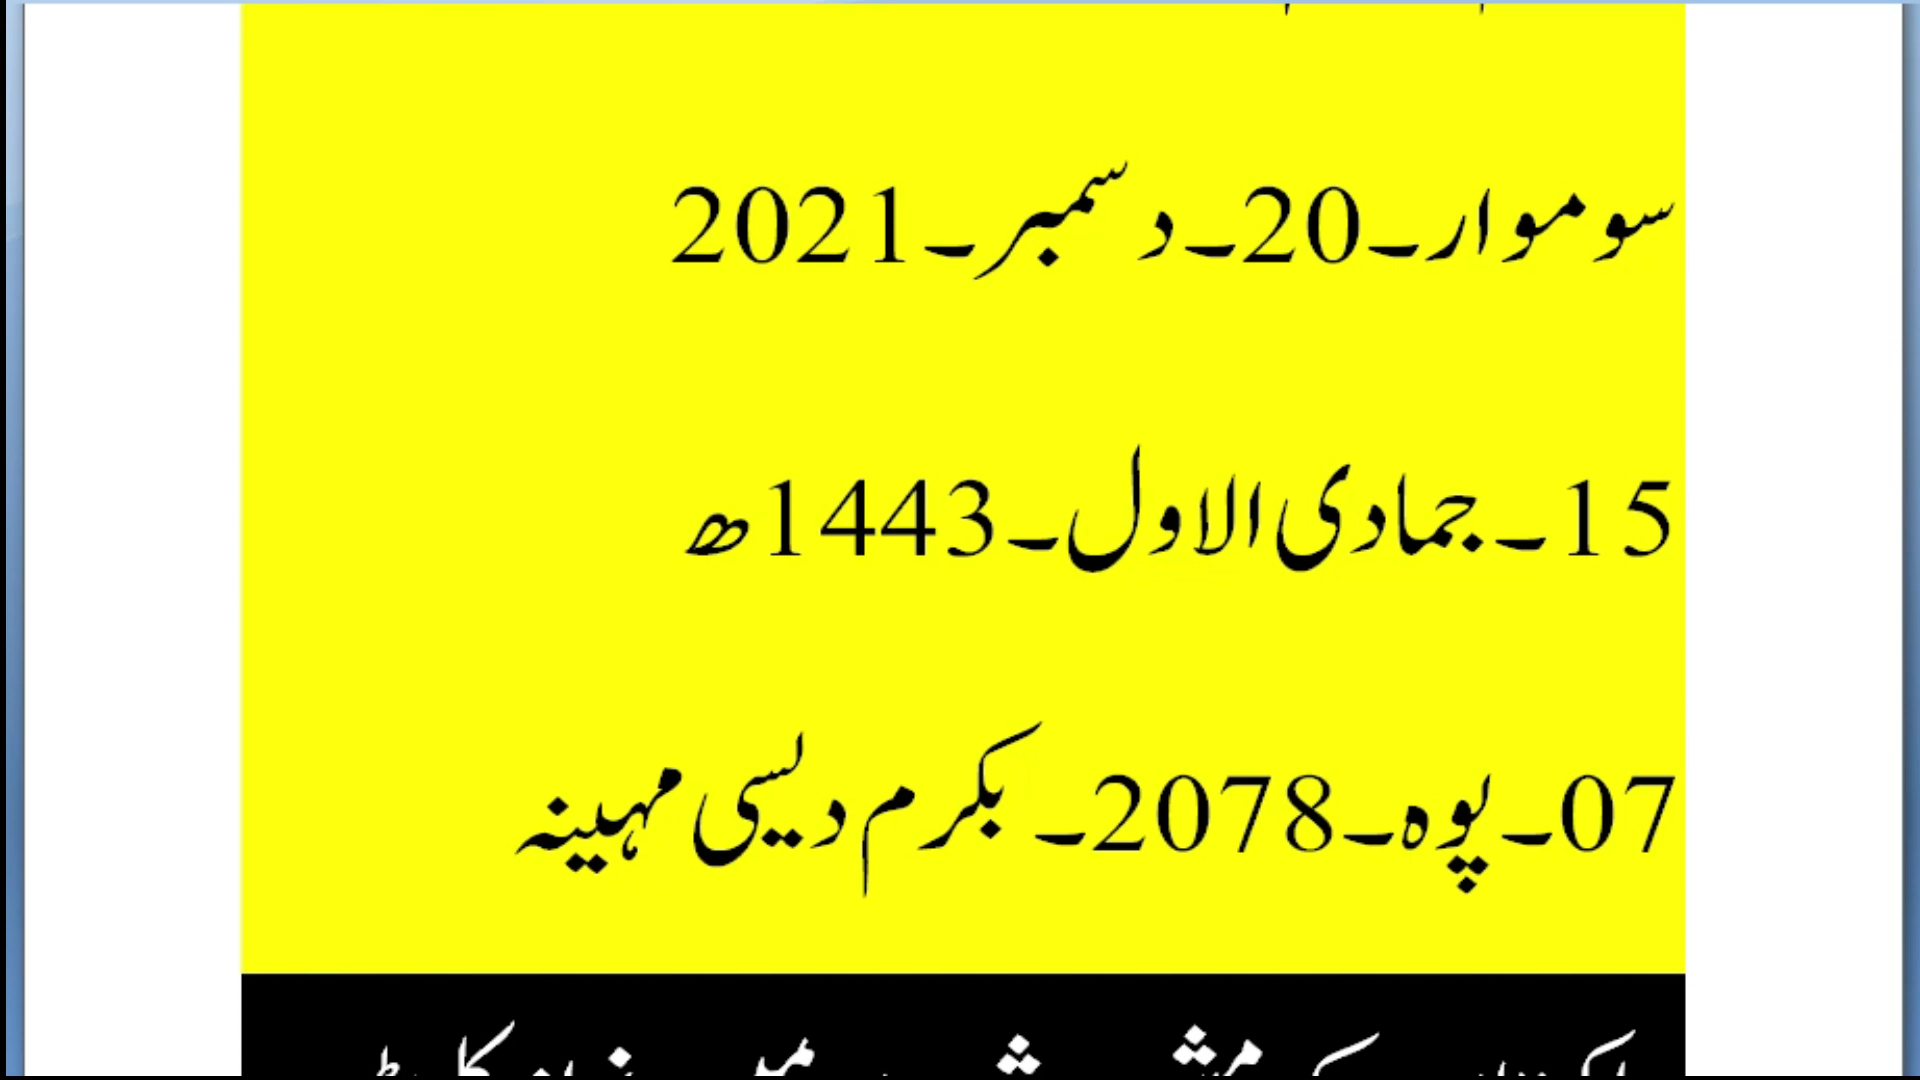 سوموار۔20۔دسمبر۔2021
15۔جمادی الاول۔1443ھ
07۔پوہ۔2078۔بکرم دیسی مہینہ